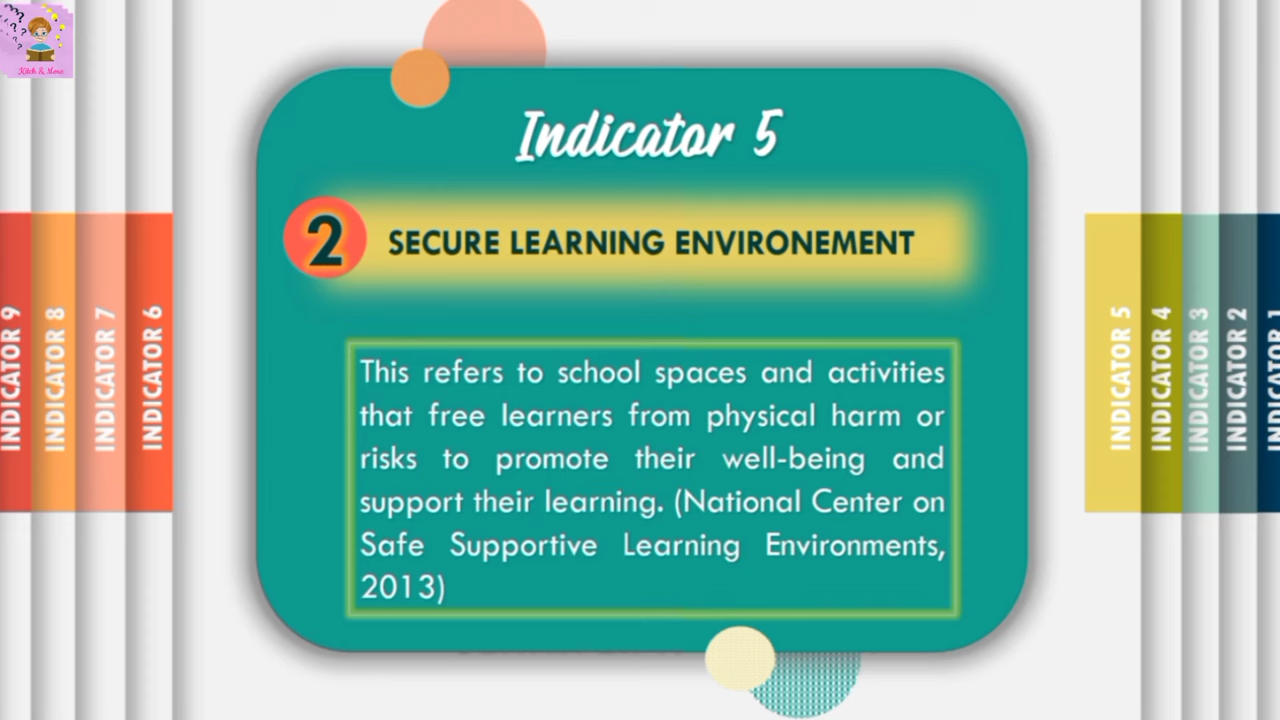 Kitch & More
Indicator 5
2 SECURE LEARNING ENVIRONEMENT
This refers to school spaces and activities
that free learners from physical harm or
risks to promote their well-being and
support their learning. (National Center on
Safe Supportive Learning Environments,
2013)
INDICATOR 9
INDICATOR 8
INDICATOR 7
INDICATOR 6
INDICATOR 5
INDICATOR 4
INDICATOR 3
INDICATOR 2
INDICATOR 1